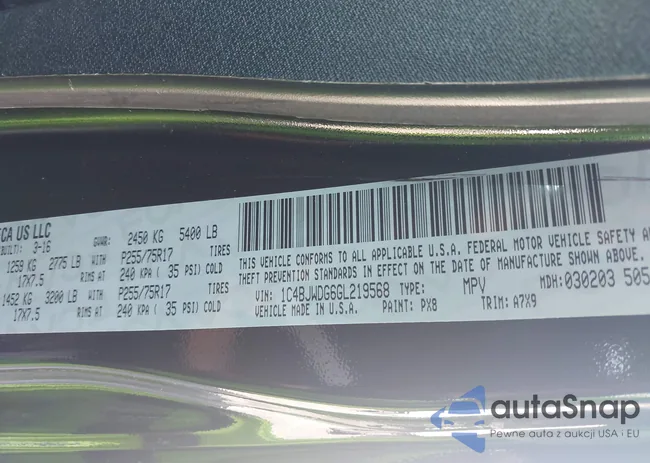 FCA US LLC
BUILT): 3-16 GVWR: 2450 KG 5400 LB
1259 KG 2775 LB WITH P255/75R17 TIRES
17X7.5 RIMS AT 240 KPA ( 35 PSI) COLD
1452 KG 3200 LB WITH P255/75R17 TIRES
17X7.5 RIMS AT 240 KPA ( 35 PSI) COLD
THIS VEHICLE CONFORMS TO ALL APPLICABLE U.S.A. FEDERAL MOTOR VEHICLE SAFETY AND
THEFT PREVENTION STANDARDS IN EFFECT ON THE DATE OF MANUFACTURE SHOWN ABOVE
VIN: 1C4BJWDG6GL219568 TYPE: MPV MDH: 030203 505
VEHICLE MADE IN U.S.A. PAINT: PX8 TRIM: A7X9
autaSnap
Pewne auta z aukcji USA i EU